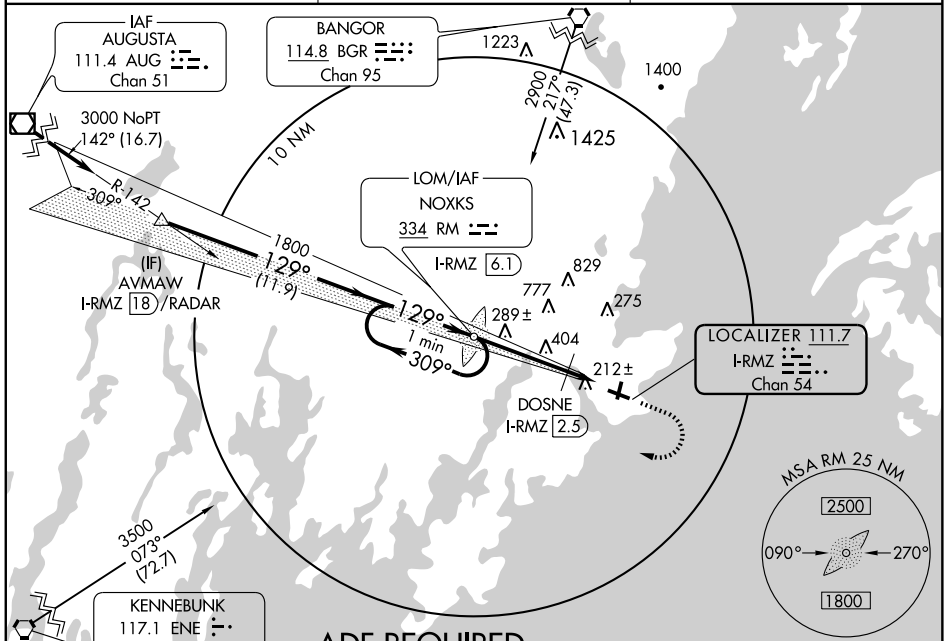 IAF
AUGUSTA
111.4 AUG
Chan 51
BANGOR
114.8 BGR
Chan 95
1223
1400
2900
217°
(47.3)
1425
3000 NoPT
142° (16.7)
10 NM
R-142
309°
LOM/IAF
NOXKS
334 RM
I-RMZ 6.1
1800
129°
(11.9)
(IF)
AVMAW
I-RMZ 18/RADAR
129°
1 min
309°
829
777
275
289±
404
212±
DOSNE
I-RMZ 2.5
LOCALIZER 111.7
I-RMZ
Chan 54
MSA RM 25 NM
2500
090°
270°
1800
3500
073°
(72.7)
KENNEBUNK
117.1 ENE
ADF REQUIRED